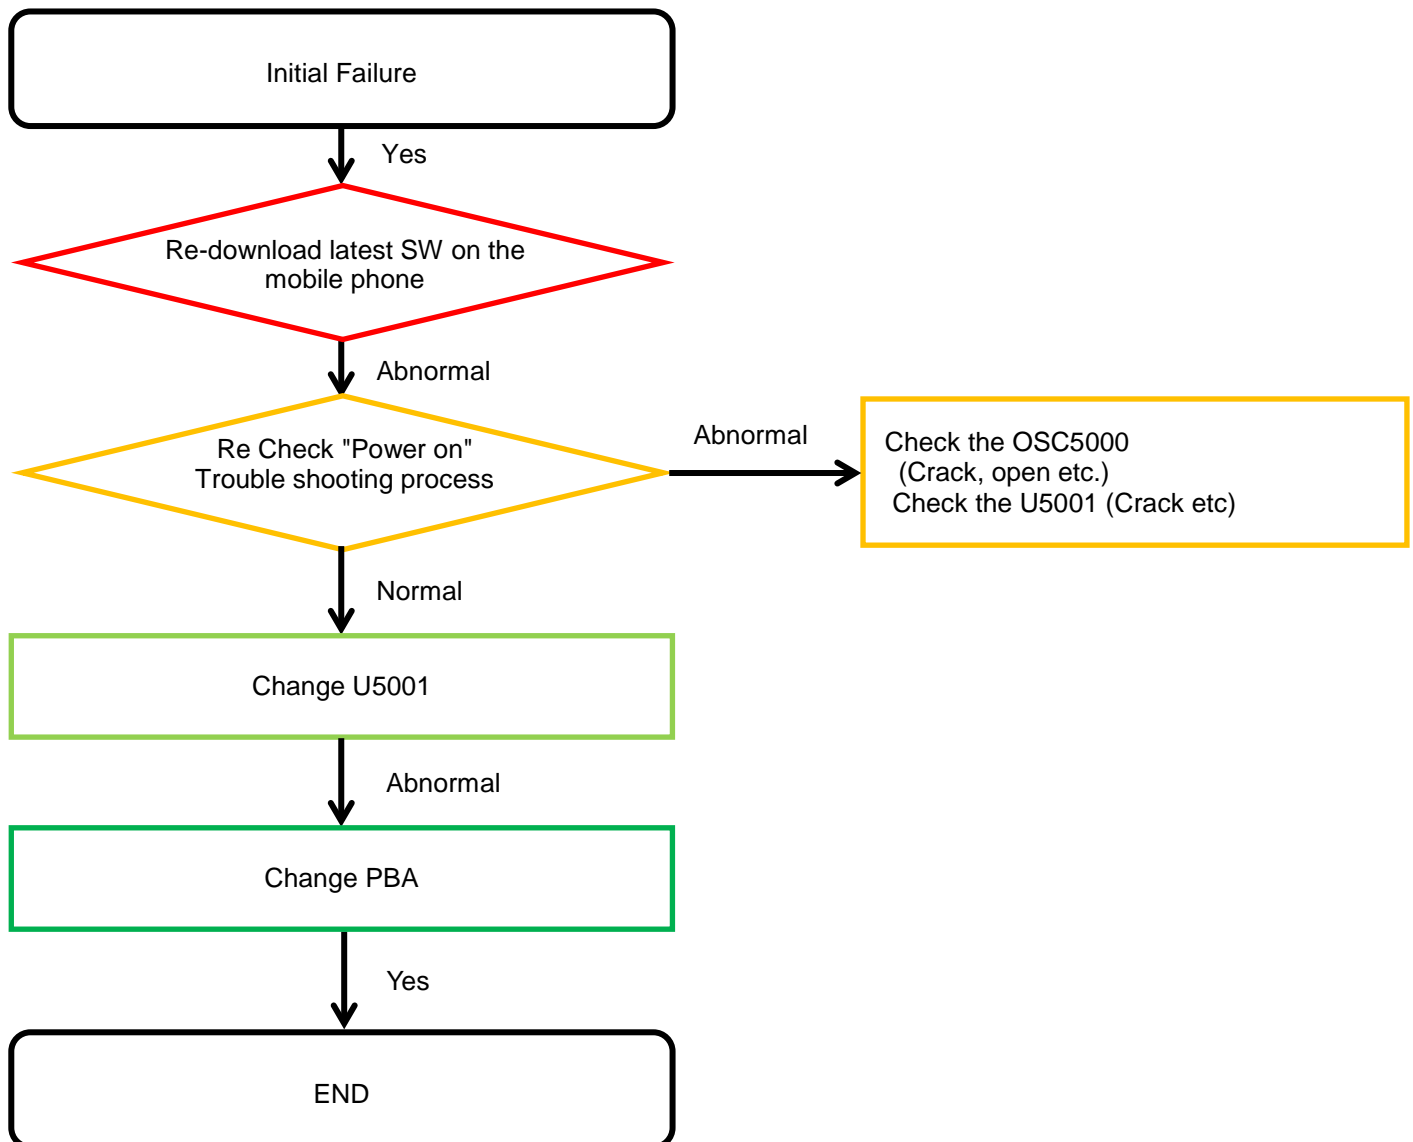 Initial Failure
Yes
Re-download latest SW on the
mobile phone
Abnormal
Re Check "Power on"
Trouble shooting process
Abnormal
Check the OSC5000
(Crack, open etc.)
Check the U5001 (Crack etc)
Normal
Change U5001
Abnormal
Change PBA
Yes
END